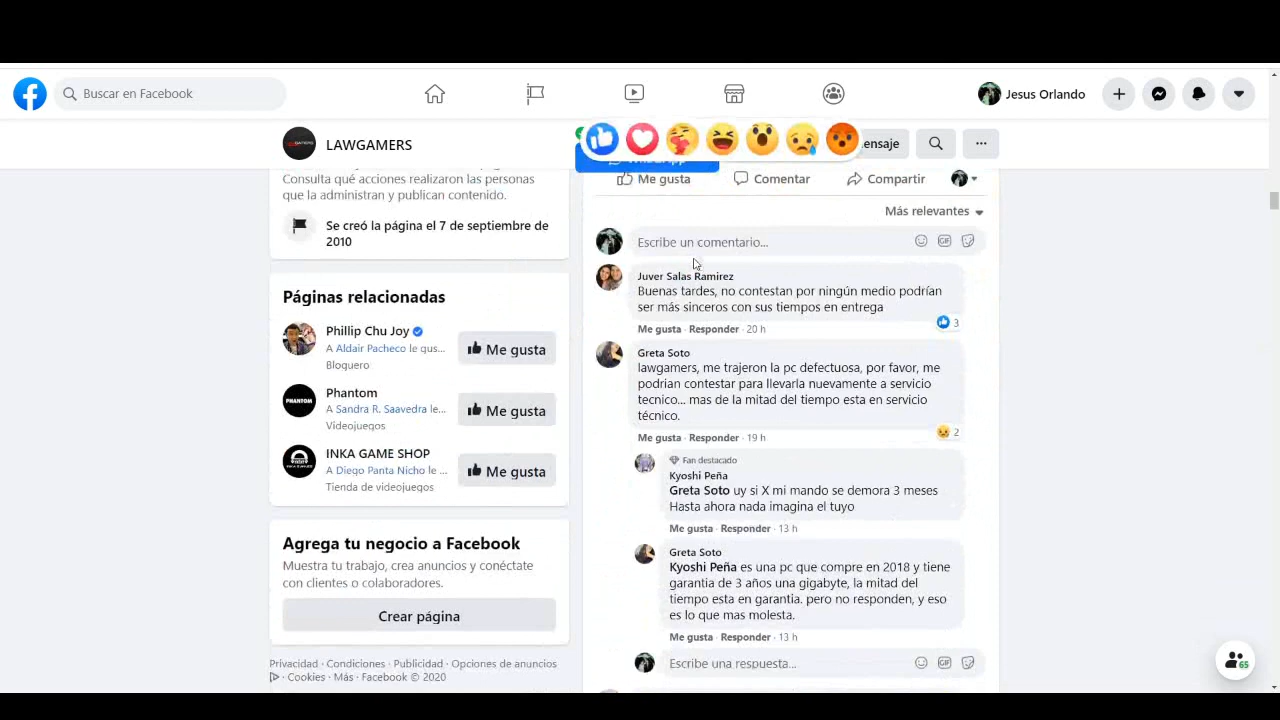 Buscar en Facebook
Jesus Orlando
LAWGAMERS
ensaje
WhatsApp
Consulta qué acciones realizaron las personas
que la administran y publican contenido.
Se creó la página el 7 de septiembre de
2010
Páginas relacionadas
Phillip Chu Joy
A Aldair Pacheco le gus...
Bloquero
Me gusta
PHANTOM
Phantom
A Sandra R. Saavedra le...
Videojuegos
Me gusta
INKA GAME SHOP
A Diego Panta Nicho le ...
Tienda de videojuegos
Me gusta
Agrega tu negocio a Facebook
Muestra tu trabajo, crea anuncios y conéctate
con clientes o colaboradores.
Crear página
Privacidad · Condiciones · Publicidad · Opciones de anuncios
· Cookies · Más · Facebook © 2020
Me gusta
Comentar
Compartir
Más relevantes
Escribe un comentario...
GIF
Juver Salas Ramirez
Buenas tardes, no contestan por ningún medio podrían
ser más sinceros con sus tiempos en entrega
3
Me gusta · Responder · 20 h
Greta Soto
lawgamers, me trajeron la pc defectuosa, por favor, me
podrian contestar para llevarla nuevamente a servicio
tecnico... mas de la mitad del tiempo esta en servicio
técnico.
2
Me gusta · Responder · 19 h
Fan destacado
Kyoshi Peña
Greta Soto uy si X mi mando se demora 3 meses
Hasta ahora nada imagina el tuyo
Me gusta · Responder · 13 h
Greta Soto
Kyoshi Peña es una pc que compre en 2018 y tiene
garantia de 3 años una gigabyte, la mitad del
tiempo esta en garantia. pero no responden, y eso
es lo que mas molesta.
Me gusta · Responder · 13 h
Escribe una respuesta...
GIF
65